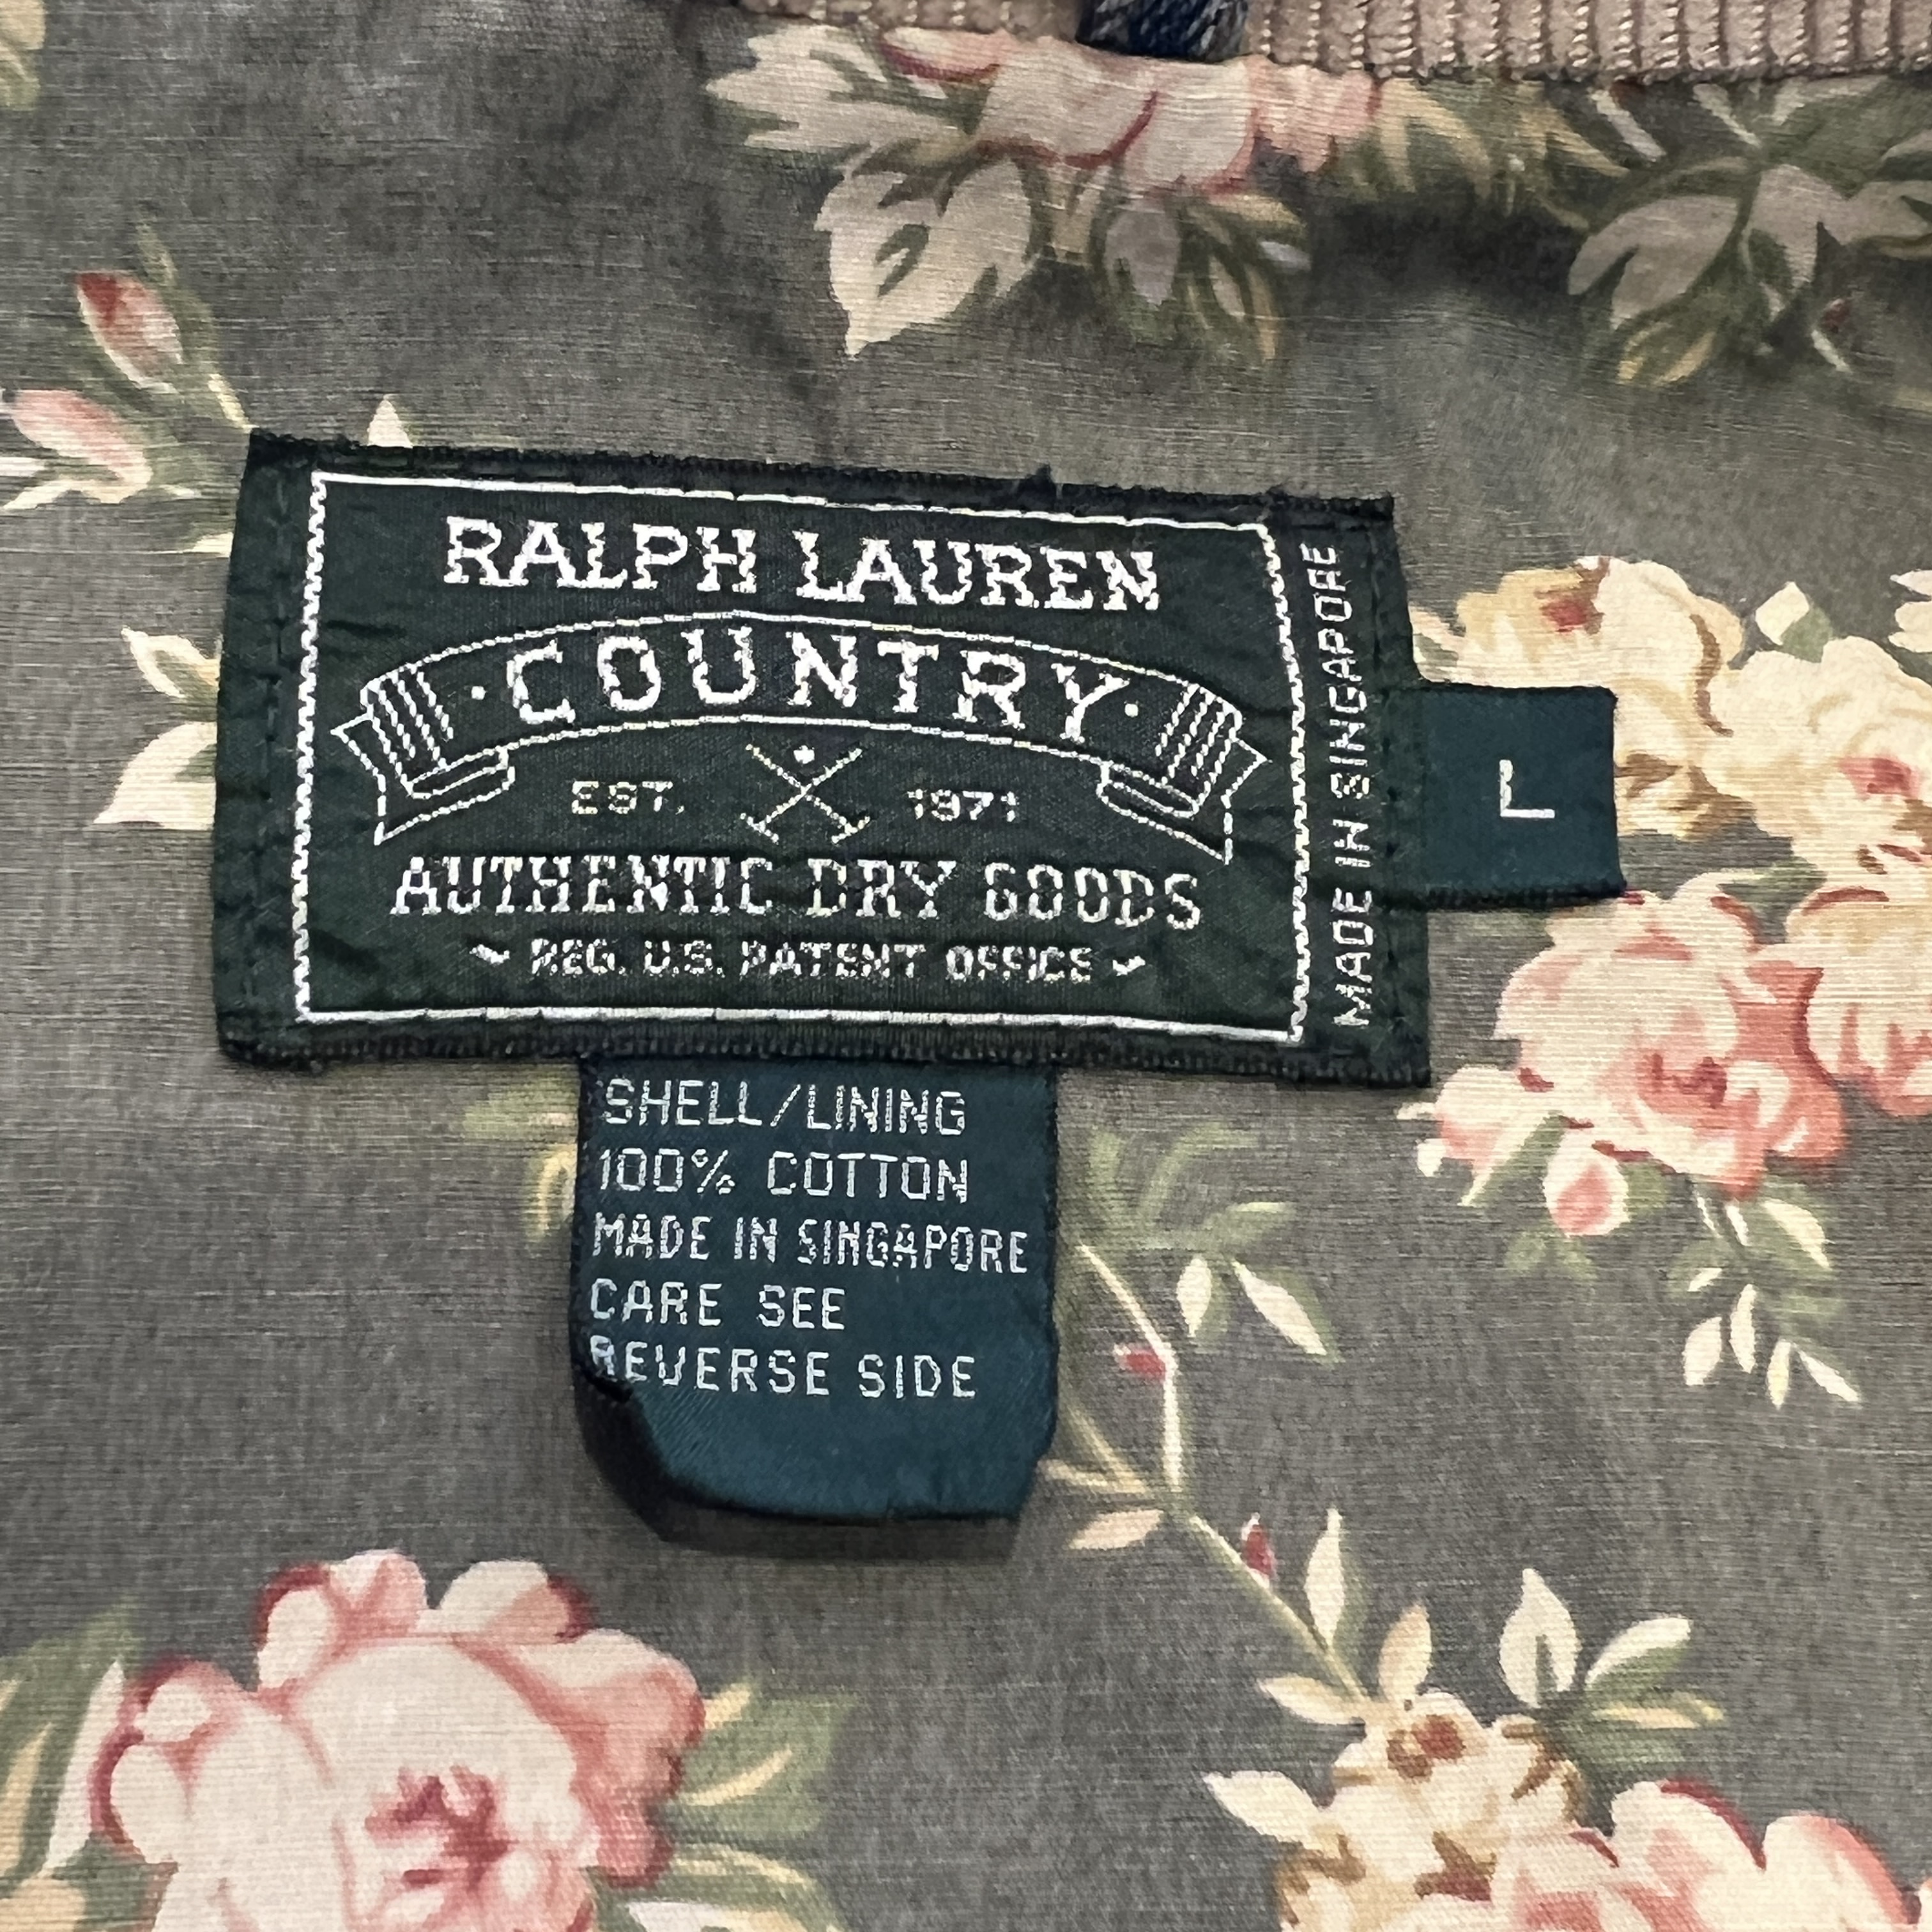 RALPH LAUREN
· COUNTRY ·
EST. 1971
AUTHENTIC DRY GOODS
~ REG. U.S. PATENT OFFICE ~
MADE IN SINGAPORE
L
SHELL/LINING
100% COTTON
MADE IN SINGAPORE
CARE SEE
REVERSE SIDE